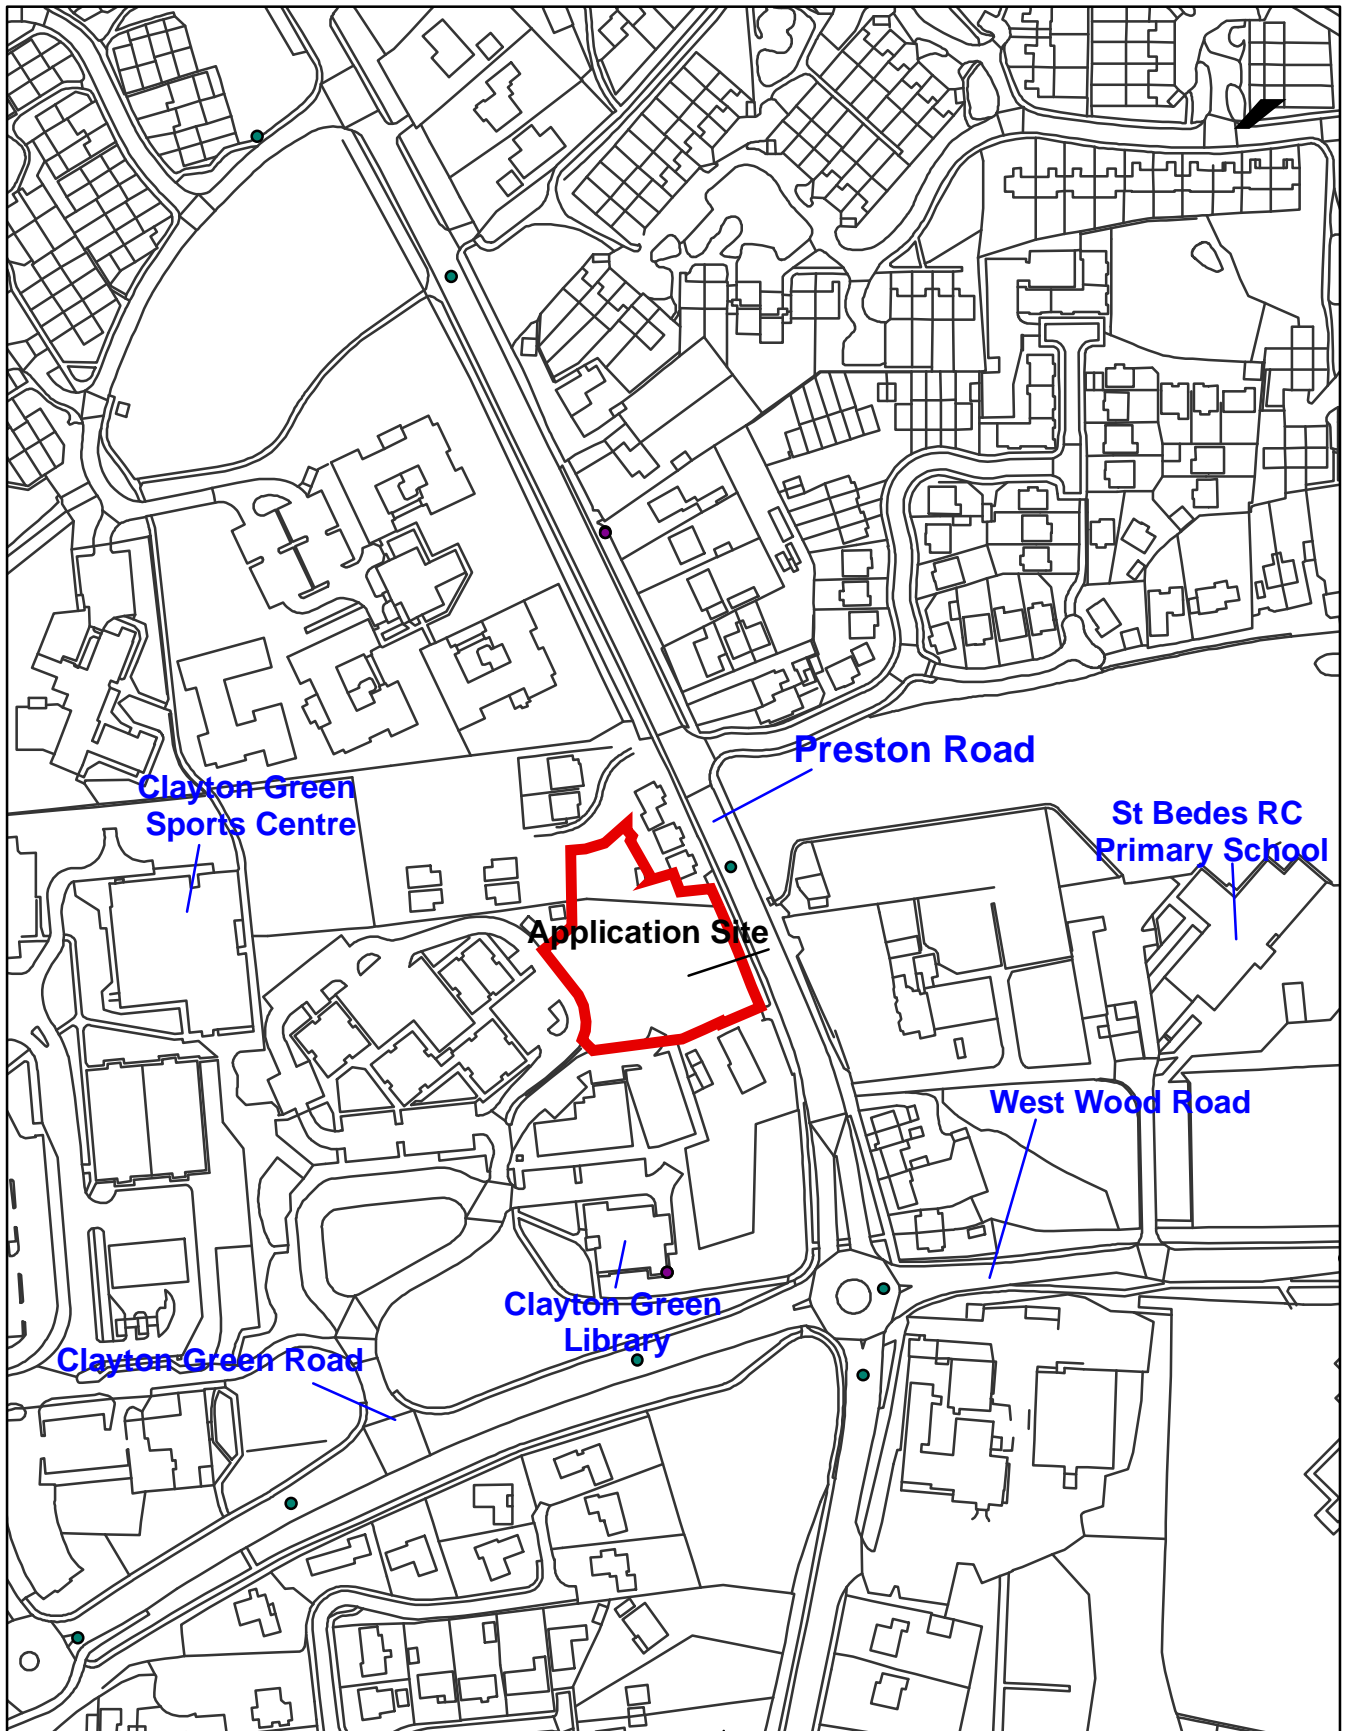 Preston Road
Clayton Green
Sports Centre
St Bedes RC
Primary School
Application Site
West Wood Road
Clayton Green
Library
Clayton Green Road